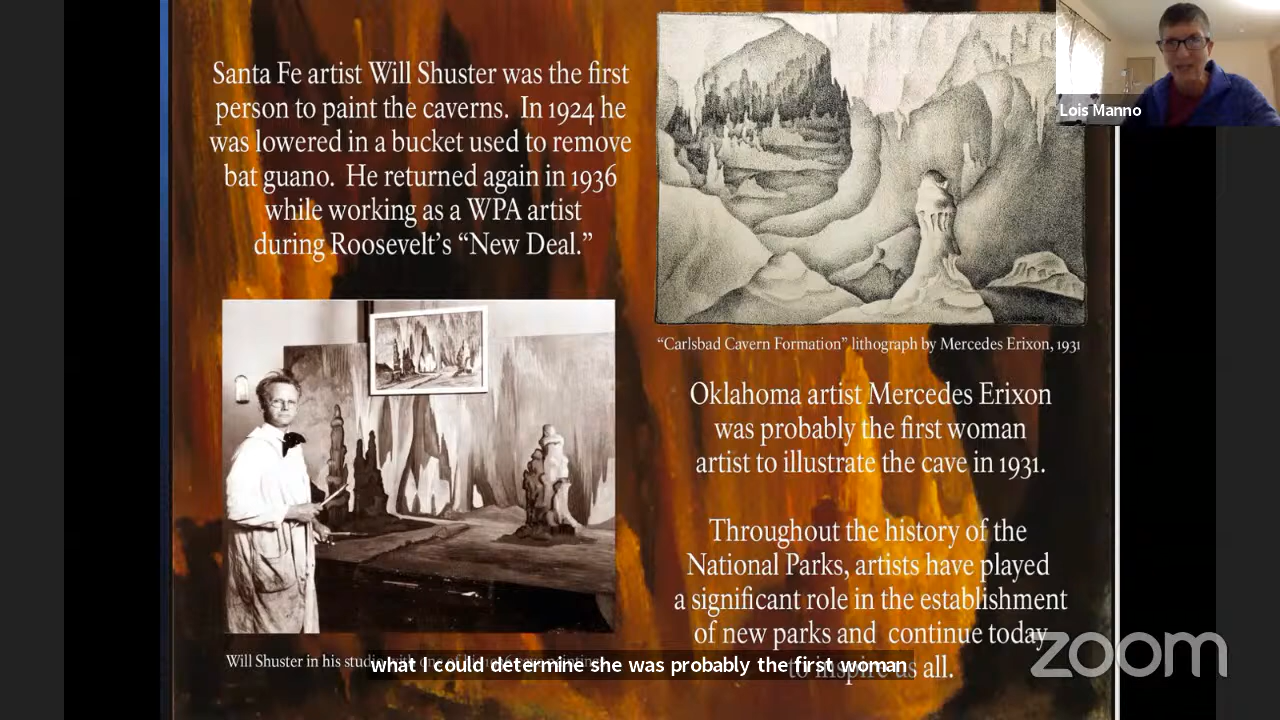 Santa Fe artist Will Shuster was the first
person to paint the caverns. In 1924 he
was lowered in a bucket used to remove
bat guano. He returned again in 1936
while working as a WPA artist
during Roosevelt's "New Deal."
Will Shuster in his studio with
"Carlsbad Cavern Formation" lithograph by Mercedes Erixon, 1931
Oklahoma artist Mercedes Erixon
was probably the first woman
artist to illustrate the cave in 1931.
Throughout the history of the
National Parks, artists have played
a significant role in the establishment
of new parks and continue today
to inspire us all.
what I could determine she was probably the first woman
Lois Manno
zoom